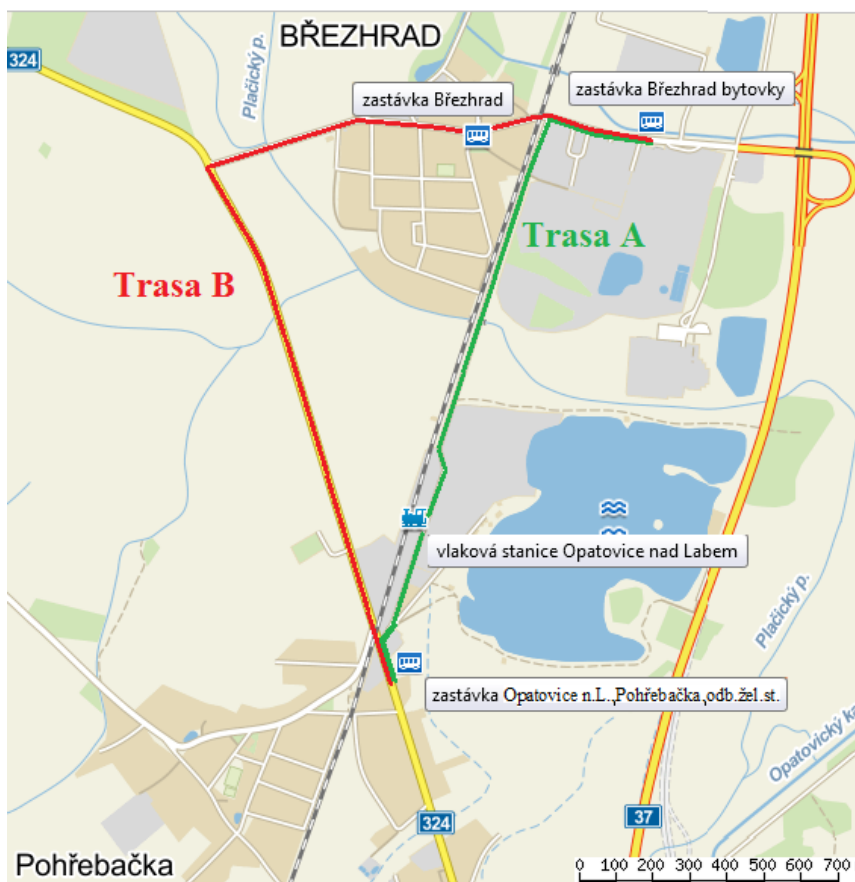 BŘEZHRAD
324
Plačický p.
zastávka Březhrad
zastávka Březhrad bytovky
Trasa A
Trasa B
vlaková stanice Opatovice nad Labem
Plačický p.
zastávka Opatovice n.L.,Pohřebačka,odb.žel.st.
Opatovický ka
324
37
Pohřebačka
0 100 200 300 400 500 600 700